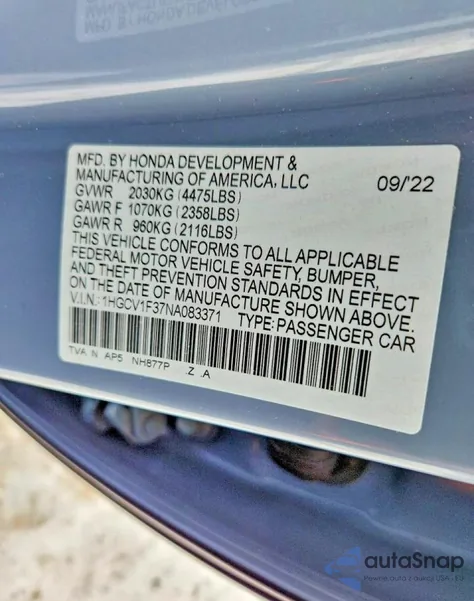 MFD. BY HONDA DEVELOPMENT &
MANUFACTURING OF AMERICA, LLC 09/'22
GVWR 2030KG (4475LBS)
GAWR F 1070KG (2358LBS)
GAWR R 960KG (2116LBS)
THIS VEHICLE CONFORMS TO ALL APPLICABLE
FEDERAL MOTOR VEHICLE SAFETY, BUMPER,
AND THEFT PREVENTION STANDARDS IN EFFECT
ON THE DATE OF MANUFACTURE SHOWN ABOVE.
V.I.N.: 1HGCV1F37NA083371 TYPE:PASSENGER CAR
TVA N AP5 NH877P .Z .A
autoSnap